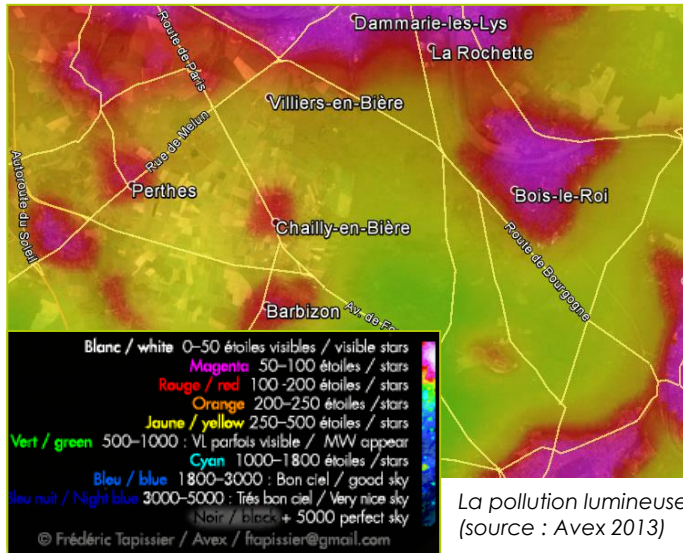 Dammarie-les-Lys
La Rochette
Route de Paris
Villiers-en-Bière
Rue de Melun
Autoroute du Soleil
Perthes
Bois-le-Roi
Chailly-en-Bière
Route de Bourgogne
Barbizon
Av. de
Blanc / white 0–50 étoiles visibles / visible stars
Magenta 50–100 étoiles / stars
Rouge / red 100 -200 étoiles / stars
Orange 200–250 étoiles / stars
Jaune / yellow 250–500 étoiles / stars
Vert / green 500–1000 : VL parfois visible / MW appear
Cyan 1000–1800 étoiles /stars
Bleu / blue 1800–3000 : Bon ciel / good sky
Bleu nuit / Night blue 3000–5000 : Trés bon ciel / Very nice sky
Noir / black + 5000 perfect sky
© Frédéric Tapissier / Avex / ftapissier@gmail.com
La pollution lumineuse
(source : Avex 2013)